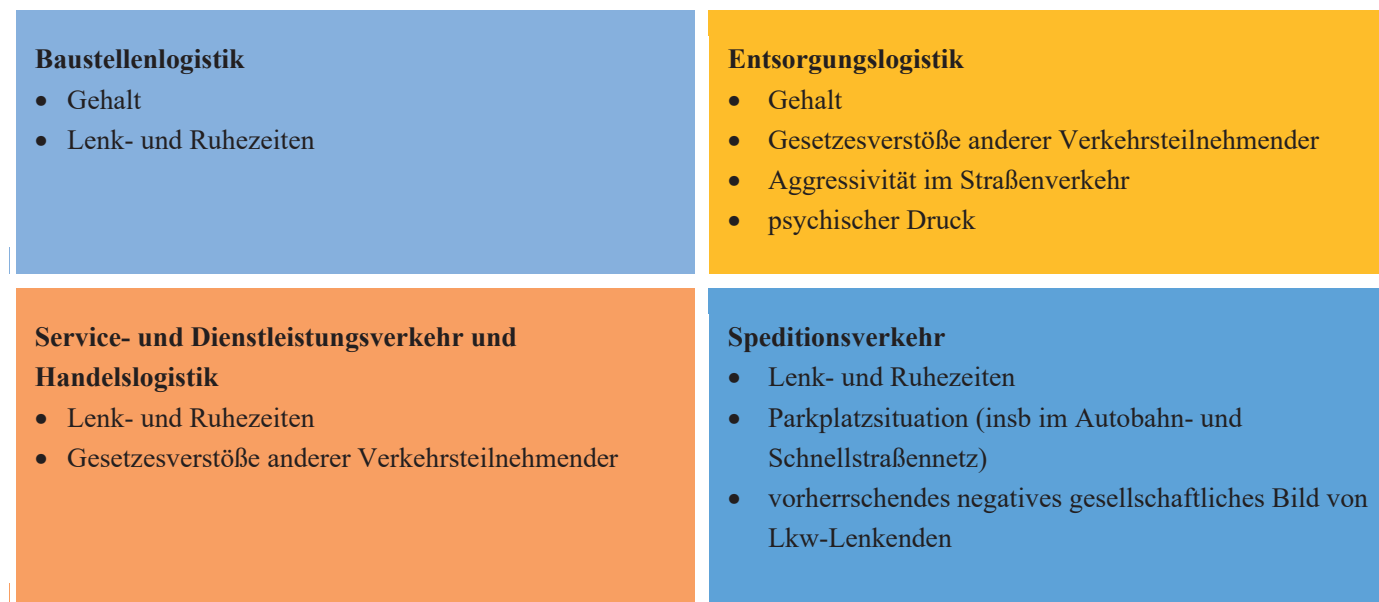 Baustellenlogistik
• Gehalt
• Lenk- und Ruhezeiten
Entsorgungslogistik
• Gehalt
• Gesetzesverstöße anderer Verkehrsteilnehmender
• Aggressivität im Straßenverkehr
• psychischer Druck
Service- und Dienstleistungsverkehr und
Handelslogistik
• Lenk- und Ruhezeiten
• Gesetzesverstöße anderer Verkehrsteilnehmender
Speditionsverkehr
• Lenk- und Ruhezeiten
• Parkplatzsituation (insb im Autobahn- und
Schnellstraßennetz)
• vorherrschendes negatives gesellschaftliches Bild von
Lkw-Lenkenden